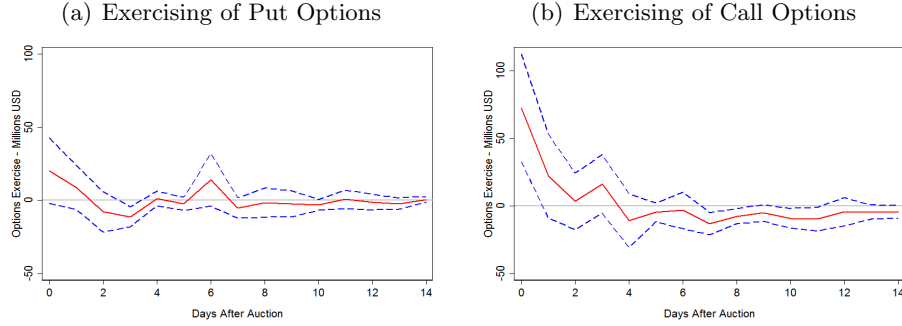 (a) Exercising of Put Options
100
50
0
−50
Options Exercise - Millions USD
0 2 4 6 8 10 12 14
Days After Auction
(b) Exercising of Call Options
100
50
0
−50
Options Exercise - Millions USD
0 2 4 6 8 10 12 14
Days After Auction